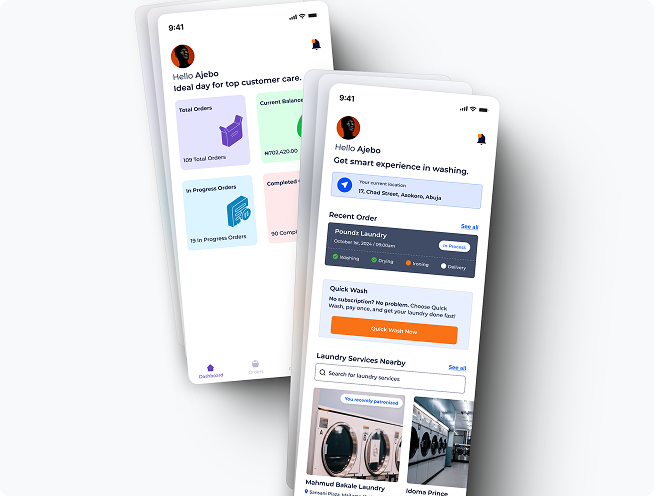 9:41
Hello Ajebo
Ideal day for top customer care.
Total Orders
109 Total Orders
Current Balance
₦702,420.00
In Progress Orders
19 In Progress Orders
Completed
90 Compl
Dashboard
Orders
9:41
Hello Ajebo
Get smart experience in washing.
Your current location
17, Chad Street, Asokoro, Abuja
Recent Order
See all
Poundz Laundry
October 1st, 2024 / 09:00am
In Process
Washing
Drying
Ironing
Delivery
Quick Wash
No subscription? No problem. Choose Quick
Wash, pay once, and get your laundry done fast!
Quick Wash Now
Laundry Services Nearby
See all
Search for laundry services
You recently patronized
Mahmud Bakale Laundry
Idoma Prince
Sansani Plaza,